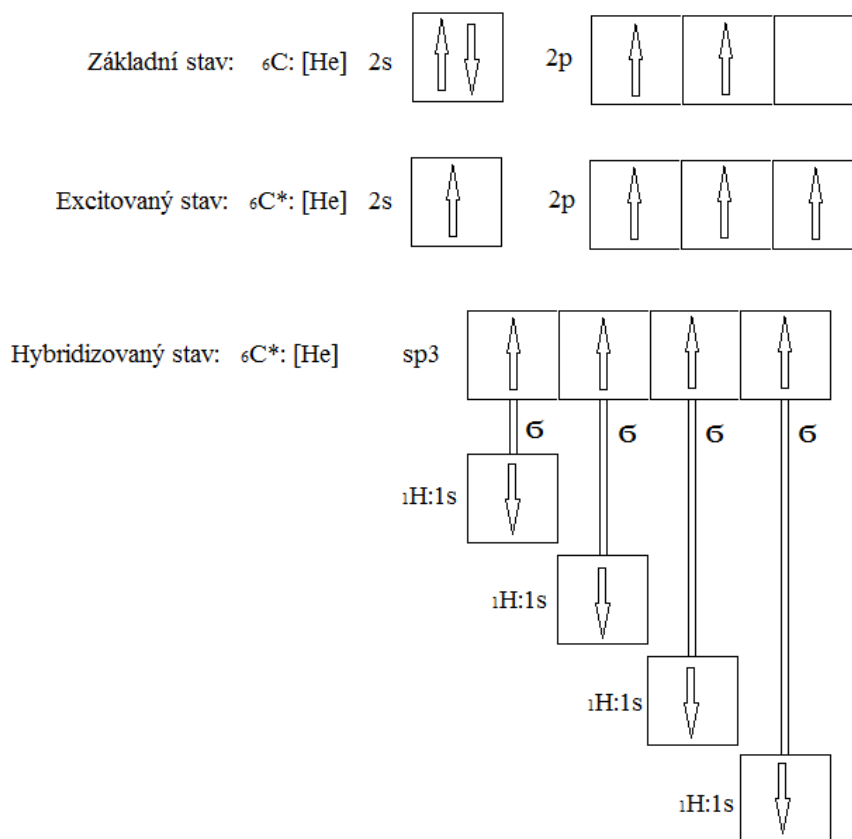 Základní stav: ₆C: [He] 2s 2p
Excitovaný stav: ₆C*: [He] 2s 2p
Hybridizovaný stav: ₆C*: [He] sp3
σ σ σ σ
₁H:1s
₁H:1s
₁H:1s
₁H:1s